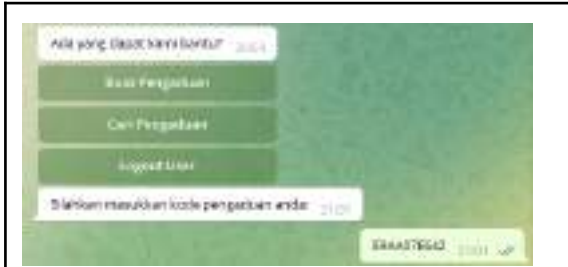 Ada yang dapat kami bantu?
Buat Pengaduan
Cari Pengaduan
Logout User
Silahkan masukkan kode pengaduan anda: